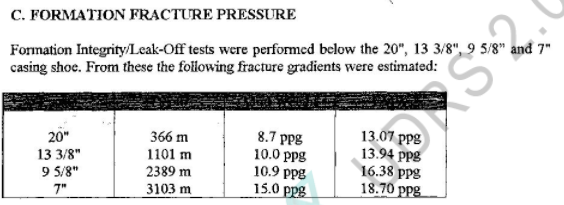 C. FORMATION FRACTURE PRESSURE
Formation Integrity/Leak-Off tests were performed below the 20", 13 3/8", 9 5/8" and 7"
casing shoe. From these the following fracture gradients were estimated:
20" 366 m 8.7 ppg 13.07 ppg
13 3/8" 1101 m 10.0 ppg 13.94 ppg
9 5/8" 2389 m 10.9 ppg 16.38 ppg
7" 3103 m 15.0 ppg 18.70 ppg
UDRS 2.0